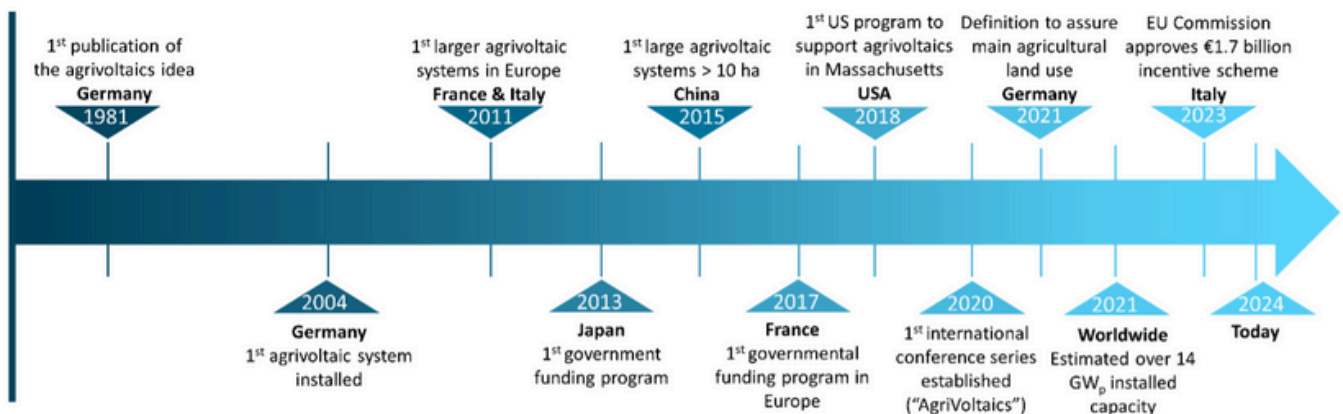 1st publication of
the agrivoltaics idea
Germany
1981
1st larger agrivoltaic
systems in Europe
France & Italy
2011
1st large agrivoltaic
systems > 10 ha
China
2015
1st US program to
support agrivoltaics
in Massachusetts
USA
2018
Definition to assure
main agricultural
land use
Germany
2021
EU Commission
approves €1.7 billion
incentive scheme
Italy
2023
2004
Germany
1st agrivoltaic system
installed
2013
Japan
1st government
funding program
2017
France
1st governmental
funding program in
Europe
2020
1st international
conference series
established
("AgriVoltaics")
2021
Worldwide
Estimated over 14
GWp installed
capacity
2024
Today